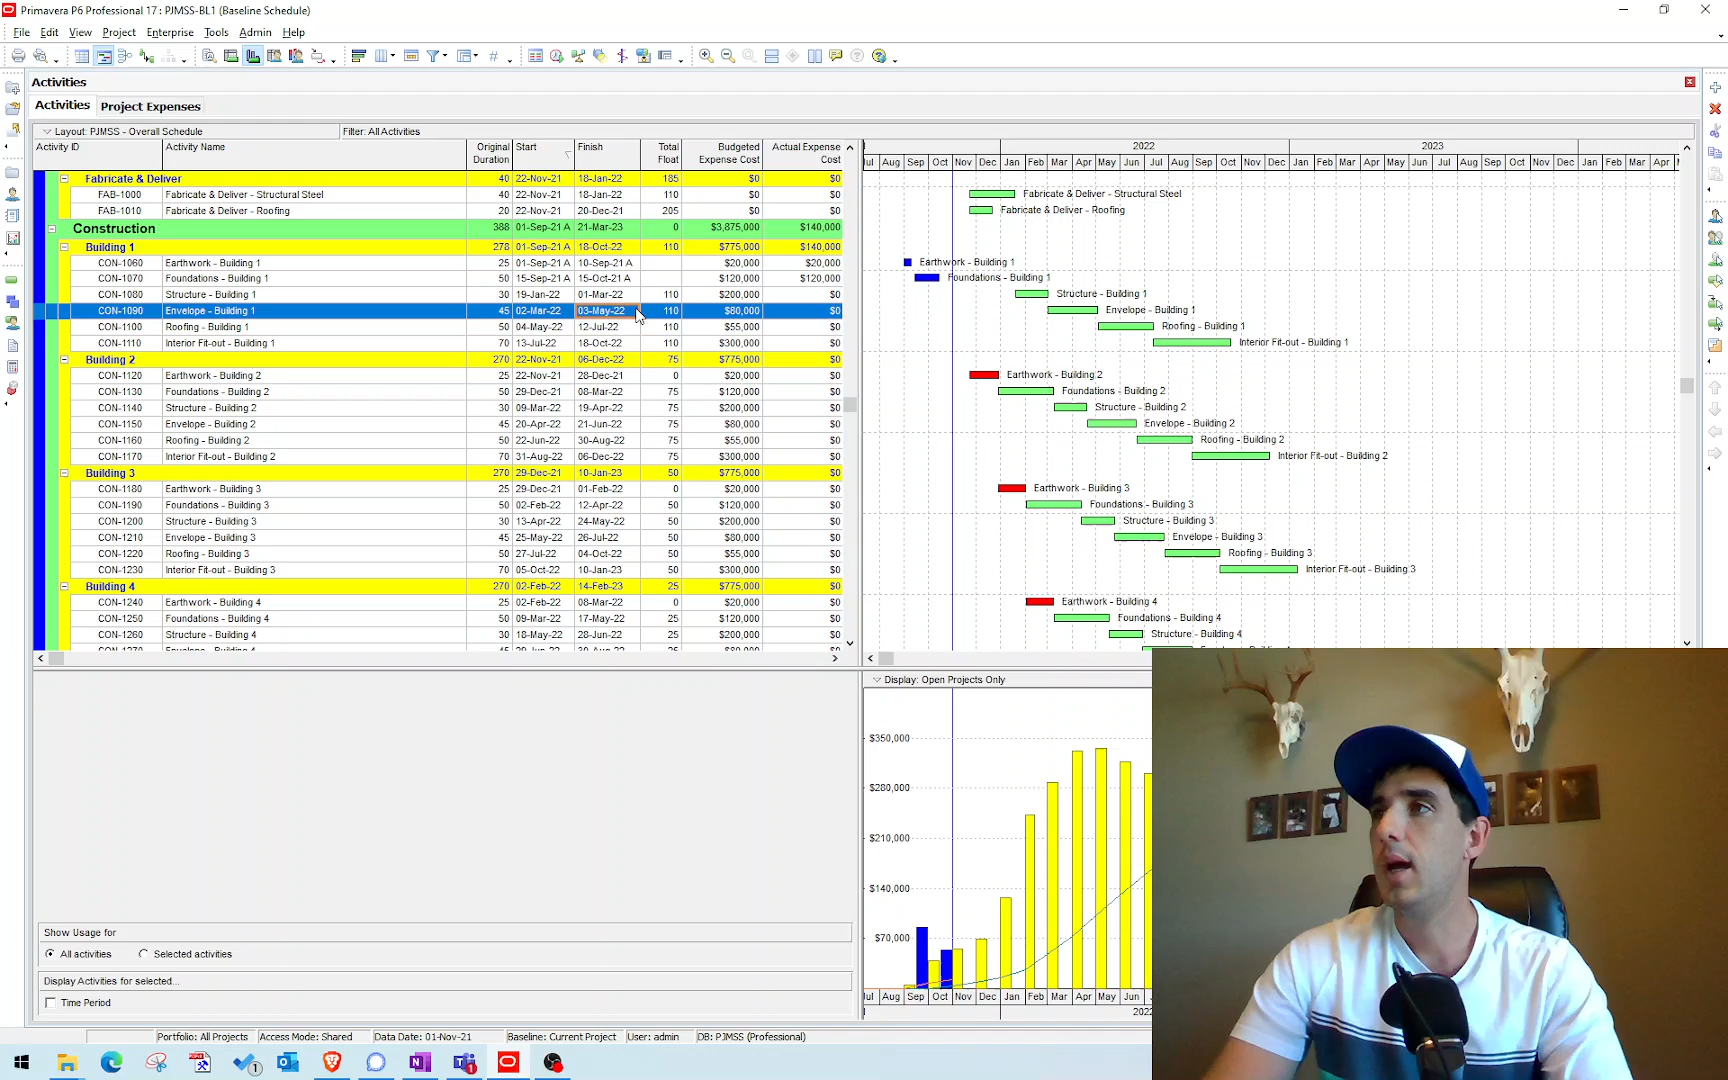 Primavera P6 Professional 17 : PJMSS-BL1 (Baseline Schedule)
File Edit View Project Enterprise Tools Admin Help
Activities
Activities Project Expenses
Layout: PJMSS - Overall Schedule Filter: All Activities
Activity ID Activity Name Original Duration Start Finish Total Float Budgeted Expense Cost Actual Expense Cost
Fabricate & Deliver 40 22-Nov-21 18-Jan-22 185 $0 $0
FAB-1000 Fabricate & Deliver - Structural Steel 40 22-Nov-21 18-Jan-22 110 $0 $0
FAB-1010 Fabricate & Deliver - Roofing 20 22-Nov-21 20-Dec-21 205 $0 $0
Construction 388 01-Sep-21 A 21-Mar-23 0 $3,875,000 $140,000
Building 1 278 01-Sep-21 A 18-Oct-22 110 $775,000 $140,000
CON-1060 Earthwork - Building 1 25 01-Sep-21 A 10-Sep-21 A $20,000 $20,000
CON-1070 Foundations - Building 1 50 15-Sep-21 A 15-Oct-21 A $120,000 $120,000
CON-1080 Structure - Building 1 30 19-Jan-22 01-Mar-22 110 $200,000 $0
CON-1090 Envelope - Building 1 45 02-Mar-22 03-May-22 110 $80,000 $0
CON-1100 Roofing - Building 1 50 04-May-22 12-Jul-22 110 $55,000 $0
CON-1110 Interior Fit-out - Building 1 70 13-Jul-22 18-Oct-22 110 $300,000 $0
Building 2 270 22-Nov-21 06-Dec-22 75 $775,000 $0
CON-1120 Earthwork - Building 2 25 22-Nov-21 28-Dec-21 0 $20,000 $0
CON-1130 Foundations - Building 2 50 29-Dec-21 08-Mar-22 75 $120,000 $0
CON-1140 Structure - Building 2 30 09-Mar-22 19-Apr-22 75 $200,000 $0
CON-1150 Envelope - Building 2 45 20-Apr-22 21-Jun-22 75 $80,000 $0
CON-1160 Roofing - Building 2 50 22-Jun-22 30-Aug-22 75 $55,000 $0
CON-1170 Interior Fit-out - Building 2 70 31-Aug-22 06-Dec-22 75 $300,000 $0
Building 3 270 29-Dec-21 10-Jan-23 50 $775,000 $0
CON-1180 Earthwork - Building 3 25 29-Dec-21 01-Feb-22 0 $20,000 $0
CON-1190 Foundations - Building 3 50 02-Feb-22 12-Apr-22 50 $120,000 $0
CON-1200 Structure - Building 3 30 13-Apr-22 24-May-22 50 $200,000 $0
CON-1210 Envelope - Building 3 45 25-May-22 26-Jul-22 50 $80,000 $0
CON-1220 Roofing - Building 3 50 27-Jul-22 04-Oct-22 50 $55,000 $0
CON-1230 Interior Fit-out - Building 3 70 05-Oct-22 10-Jan-23 50 $300,000 $0
Building 4 270 02-Feb-22 14-Feb-23 25 $775,000 $0
CON-1240 Earthwork - Building 4 25 02-Feb-22 08-Mar-22 0 $20,000 $0
CON-1250 Foundations - Building 4 50 09-Mar-22 17-May-22 25 $120,000 $0
CON-1260 Structure - Building 4 30 18-May-22 28-Jun-22 25 $200,000 $0
2022 2023
Jul Aug Sep Oct Nov Dec Jan Feb Mar Apr May Jun Jul Aug Sep Oct Nov Dec Jan Feb Mar Apr May Jun Jul Aug Sep Oct Nov Dec Jan Feb Mar Apr
Fabricate & Deliver - Structural Steel
Fabricate & Deliver - Roofing
Earthwork - Building 1
Foundations - Building 1
Structure - Building 1
Envelope - Building 1
Roofing - Building 1
Interior Fit-out - Building 1
Earthwork - Building 2
Foundations - Building 2
Structure - Building 2
Envelope - Building 2
Roofing - Building 2
Interior Fit-out - Building 2
Earthwork - Building 3
Foundations - Building 3
Structure - Building 3
Envelope - Building 3
Roofing - Building 3
Interior Fit-out - Building 3
Earthwork - Building 4
Foundations - Building 4
Structure - Building 4
Display: Open Projects Only
$350,000
$280,000
$210,000
$140,000
$70,000
Aug Sep Oct Nov Dec Jan Feb Mar Apr May Jun
Show Usage for
All activities Selected activities
Display Activities for selected...
Time Period
Portfolio: All Projects Access Mode: Shared Data Date: 01-Nov-21 Baseline: Current Project User: admin DB: PJMSS (Professional)